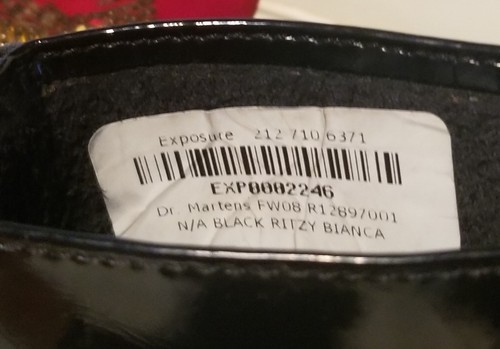 Exposure 212 710 6371
EXP0002246
Dr. Martens FW08 R12897001
N/A BLACK RITZY BIANCA